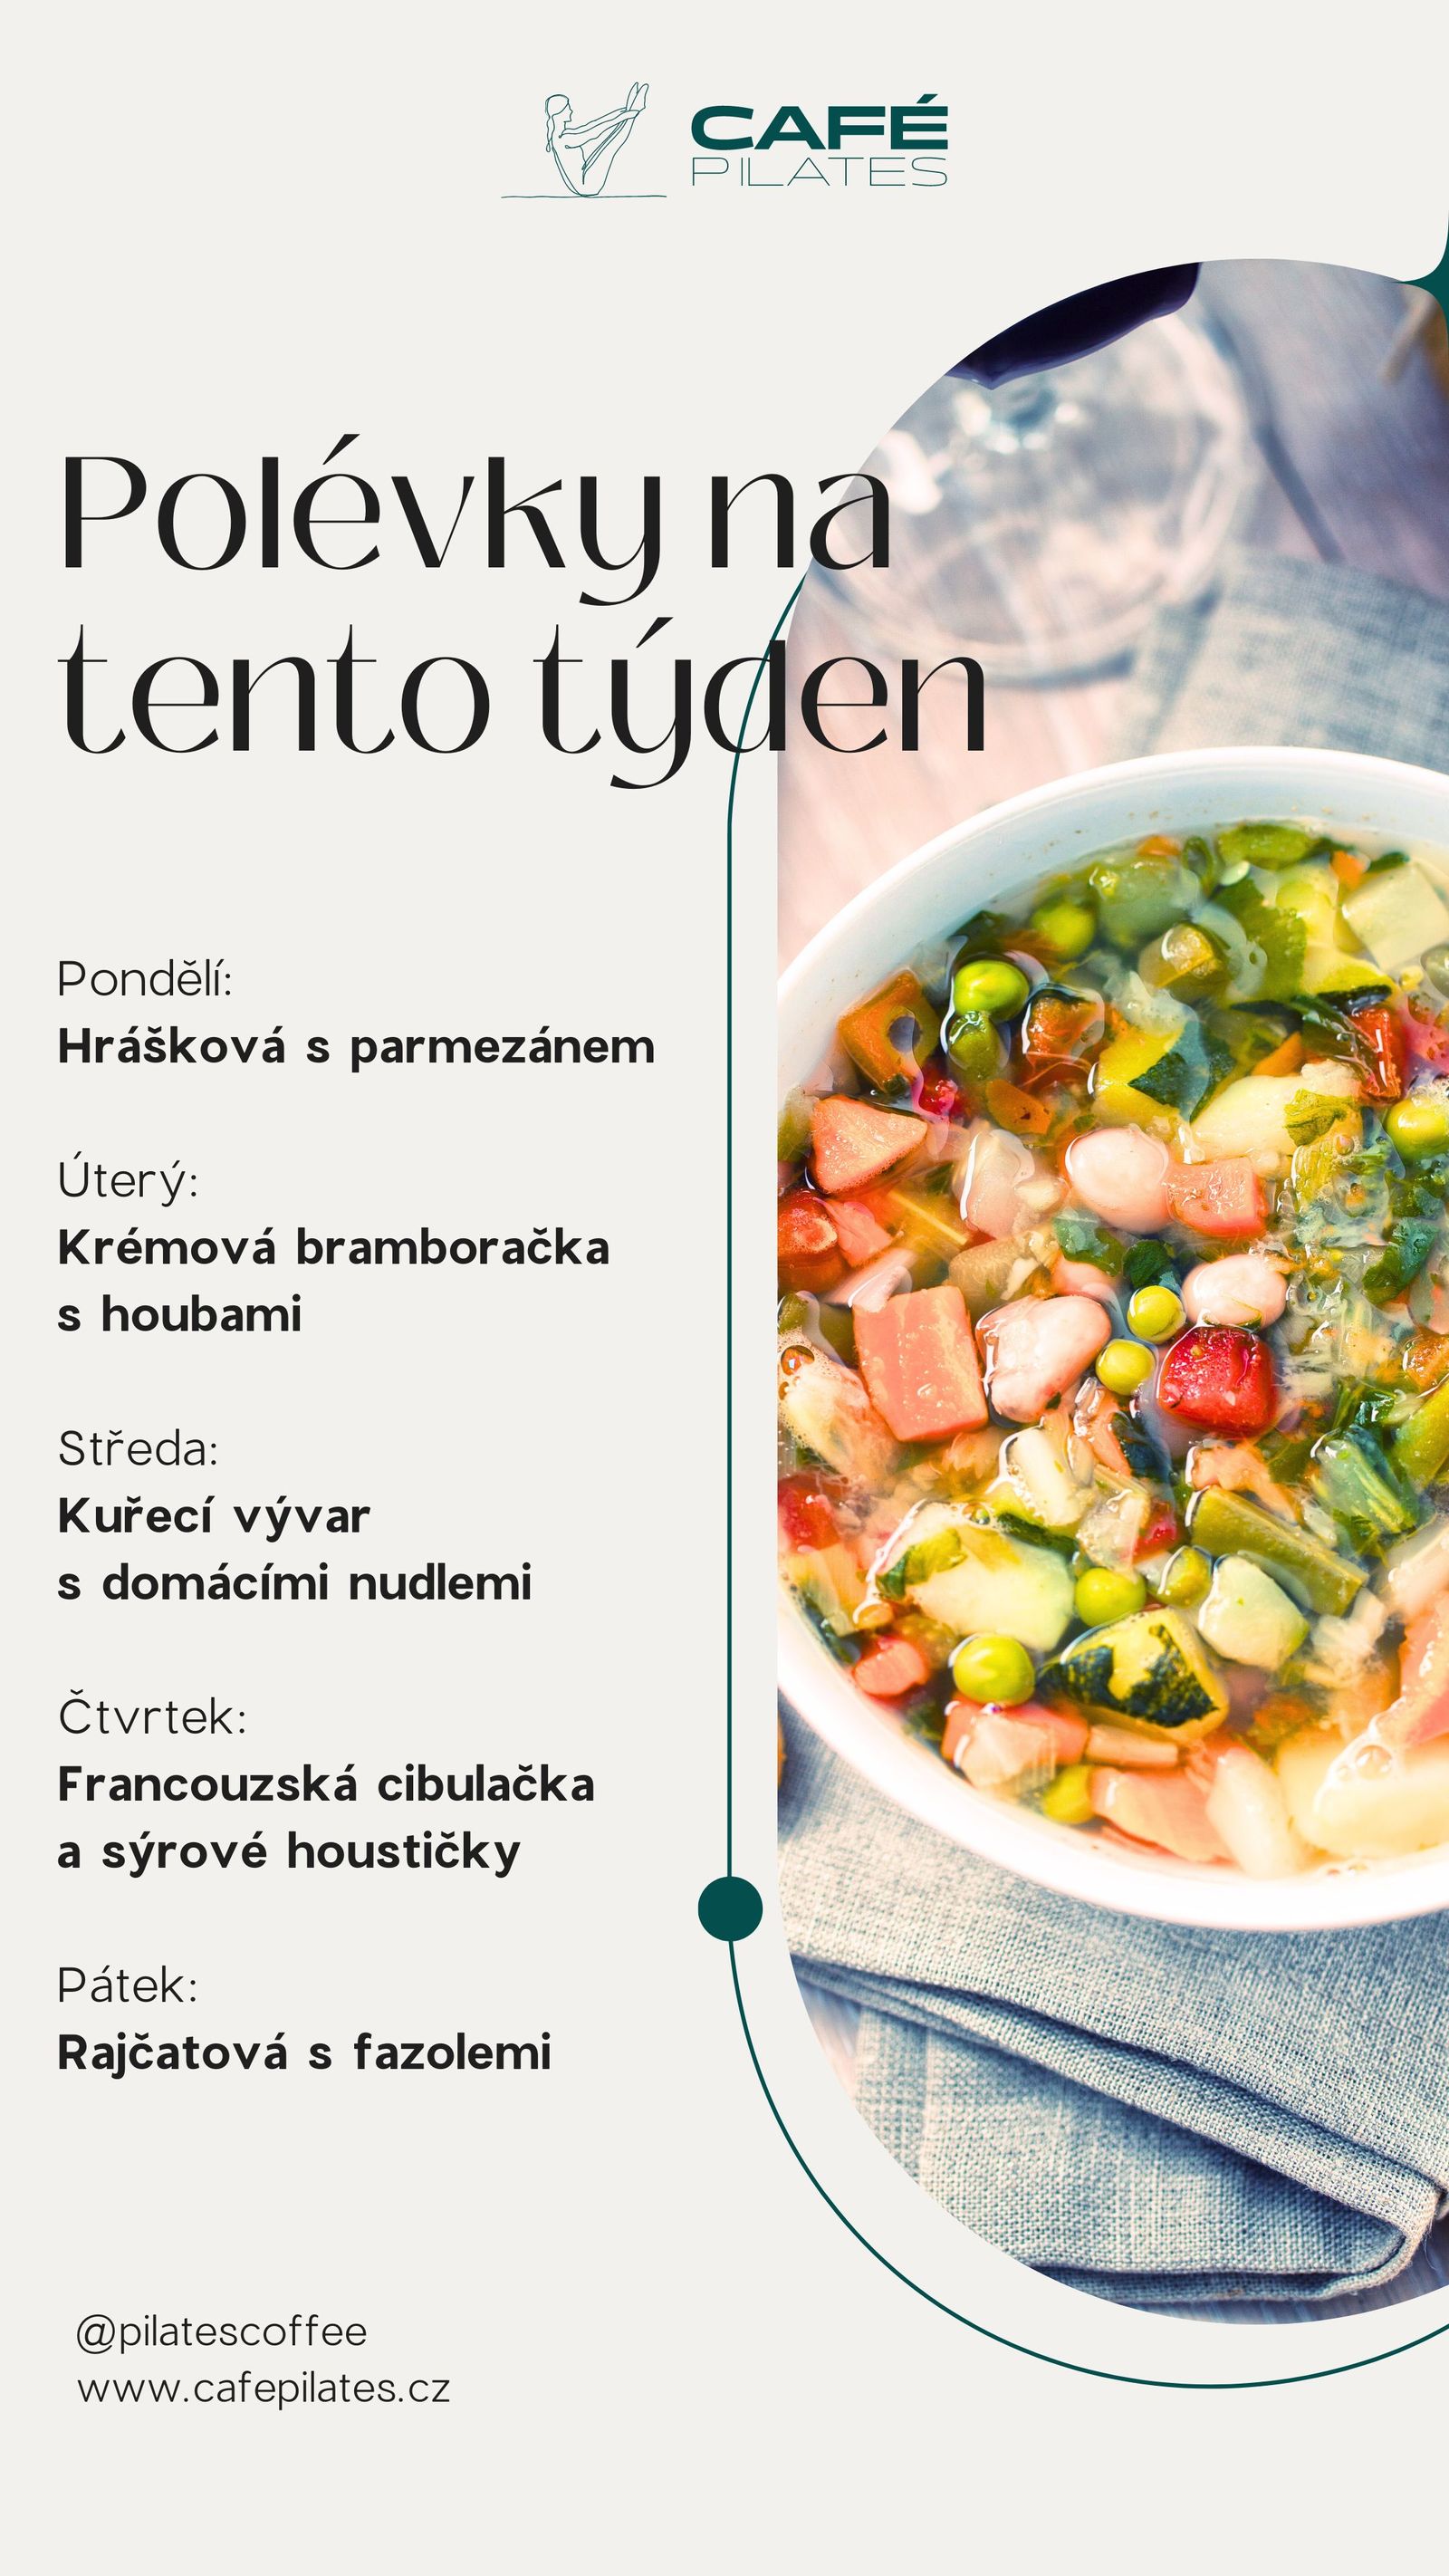 CAFÉ
PILATES
Polévky na
tento týden
Pondělí:
Hrášková s parmezánem
Úterý:
Krémová bramboračka
s houbami
Středa:
Kuřecí vývar
s domácími nudlemi
Čtvrtek:
Francouzská cibulačka
a sýrové houstičky
Pátek:
Rajčatová s fazolemi
@pilatescoffee
www.cafepilates.cz